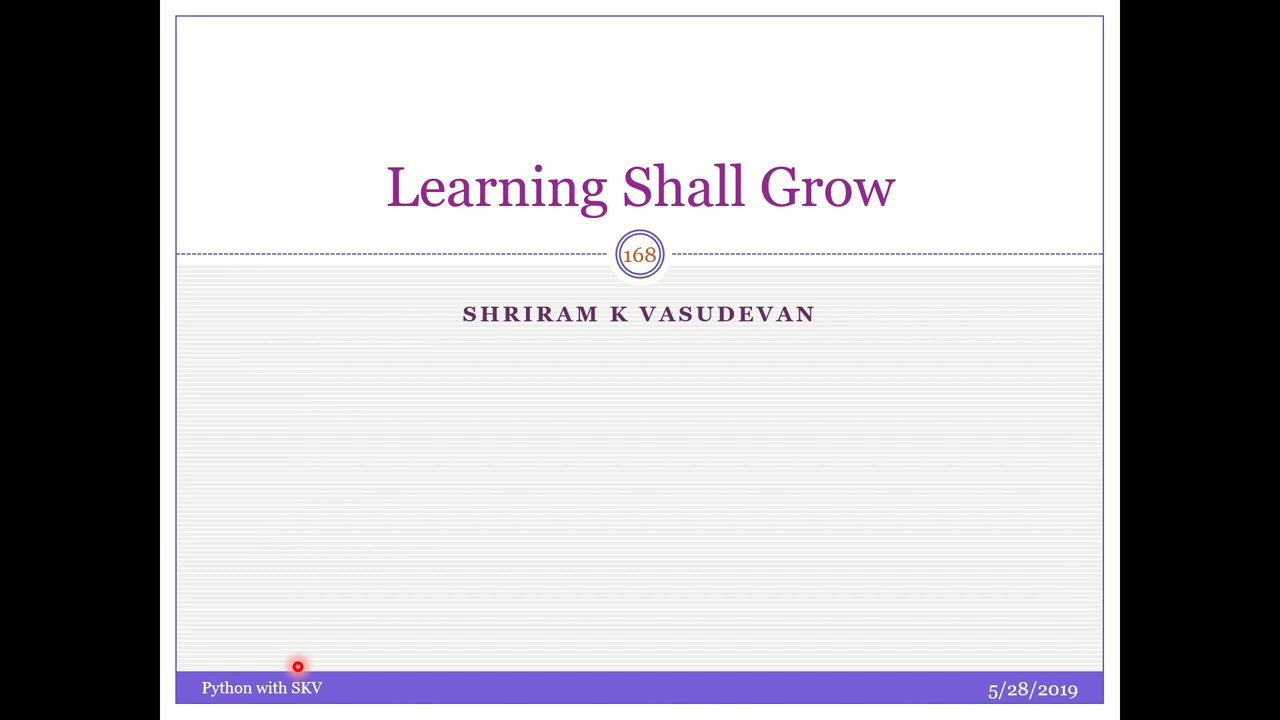 Learning Shall Grow
168
SHRIRAM K VASUDEVAN
Python with SKV
5/28/2019